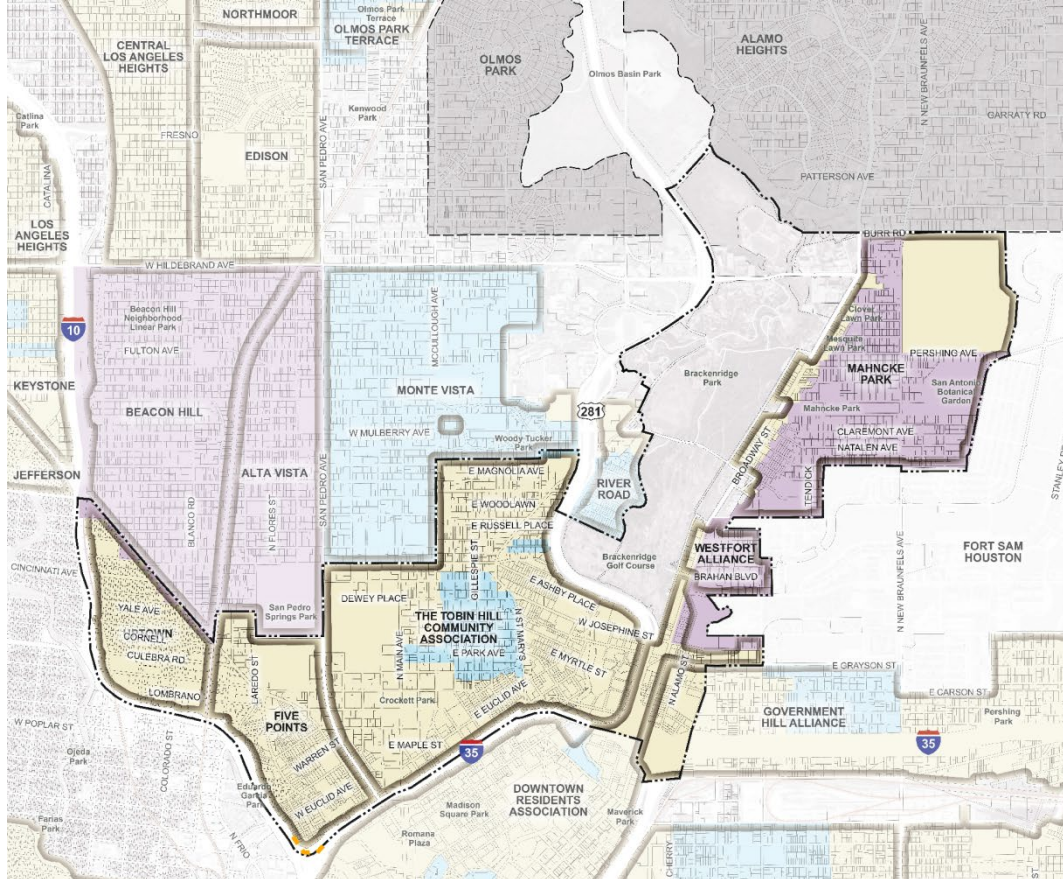 NORTHMOOR
Olmos Park
Terrace
OLMOS PARK
TERRACE
CENTRAL
LOS ANGELES
HEIGHTS
OLMOS
PARK
ALAMO
HEIGHTS
Olmos Basin Park
N NEW BRAUNFELS AVE
Catlina
Park
Kenwood
Park
GARRATY RD
FRESNO
EDISON
SAN PEDRO AVE
CATALINA
PATTERSON AVE
LOS
ANGELES
HEIGHTS
BURR RD
W HILDEBRAND AVE
MCCULLOUGH AVE
Beacon Hill
Neighborhood
Linear Park
10
Clover
Lawn Park
FULTON AVE
Mesquite
Lawn Park
PERSHING AVE
KEYSTONE
MONTE VISTA
Brackenridge
Park
MAHNCKE
PARK
San Antonio
Botanical
Garden
BEACON HILL
281
Mahncke Park
W MULBERRY AVE
CLAREMONT AVE
Woody Tucker
Park
NATALEN AVE
BROADWAY ST
JEFFERSON
ALTA VISTA
E MAGNOLIA AVE
RIVER
ROAD
TENDICK
STANLEY RD
BLANCO RD
N FLORES ST
SAN PEDRO AVE
E WOODLAWN
E RUSSELL PLACE
GILLESPIE ST
WESTFORT
ALLIANCE
FORT SAM
HOUSTON
CINCINNATI AVE
Brackenridge
Golf Course
BRAHAN BLVD
N NEW BRAUNFELS AVE
E ASHBY PLACE
DEWEY PLACE
YALE AVE
San Pedro
Springs Park
THE TOBIN HILL
COMMUNITY
ASSOCIATION
N ST MARYS
W JOSEPHINE ST
UPTOWN
CORNELL
N MAIN AVE
E PARK AVE
CULEBRA RD
E MYRTLE ST
E GRAYSON ST
LAREDO ST
LOMBRANO
Crockett Park
E EUCLID AVE
N ALAMO ST
E CARSON ST
W POPLAR ST
FIVE
POINTS
GOVERNMENT
HILL ALLIANCE
Pershing
Park
COLORADO ST
WARREN ST
E MAPLE ST
35
35
Ojeda
Park
Eduardo
Garcia
Park
W EUCLID AVE
DOWNTOWN
RESIDENTS
ASSOCIATION
Madison
Square Park
Maverick
Park
Farias
Park
N FRIO
Romana
Plaza
CHERRY